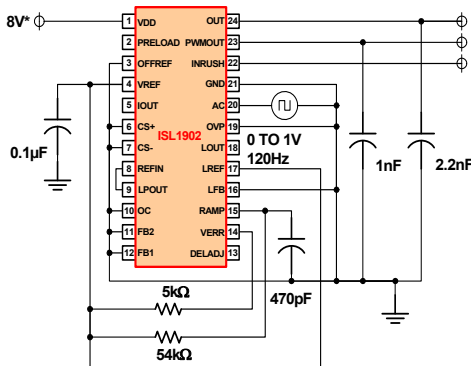 8V*
1 VDD OUT 24
2 PRELOAD PWMOUT 23
3 OFFREF INRUSH 22
4 VREF GND 21
5 IOUT AC 20
6 CS+ OVP 19
ISL1902
7 CS- LOUT 18
8 REFIN LREF 17
9 LPOUT LFB 16
10 OC RAMP 15
11 FB2 VERR 14
12 FB1 DELADJ 13
0.1µF
0 TO 1V
120Hz
1nF
2.2nF
470pF
5kΩ
54kΩ